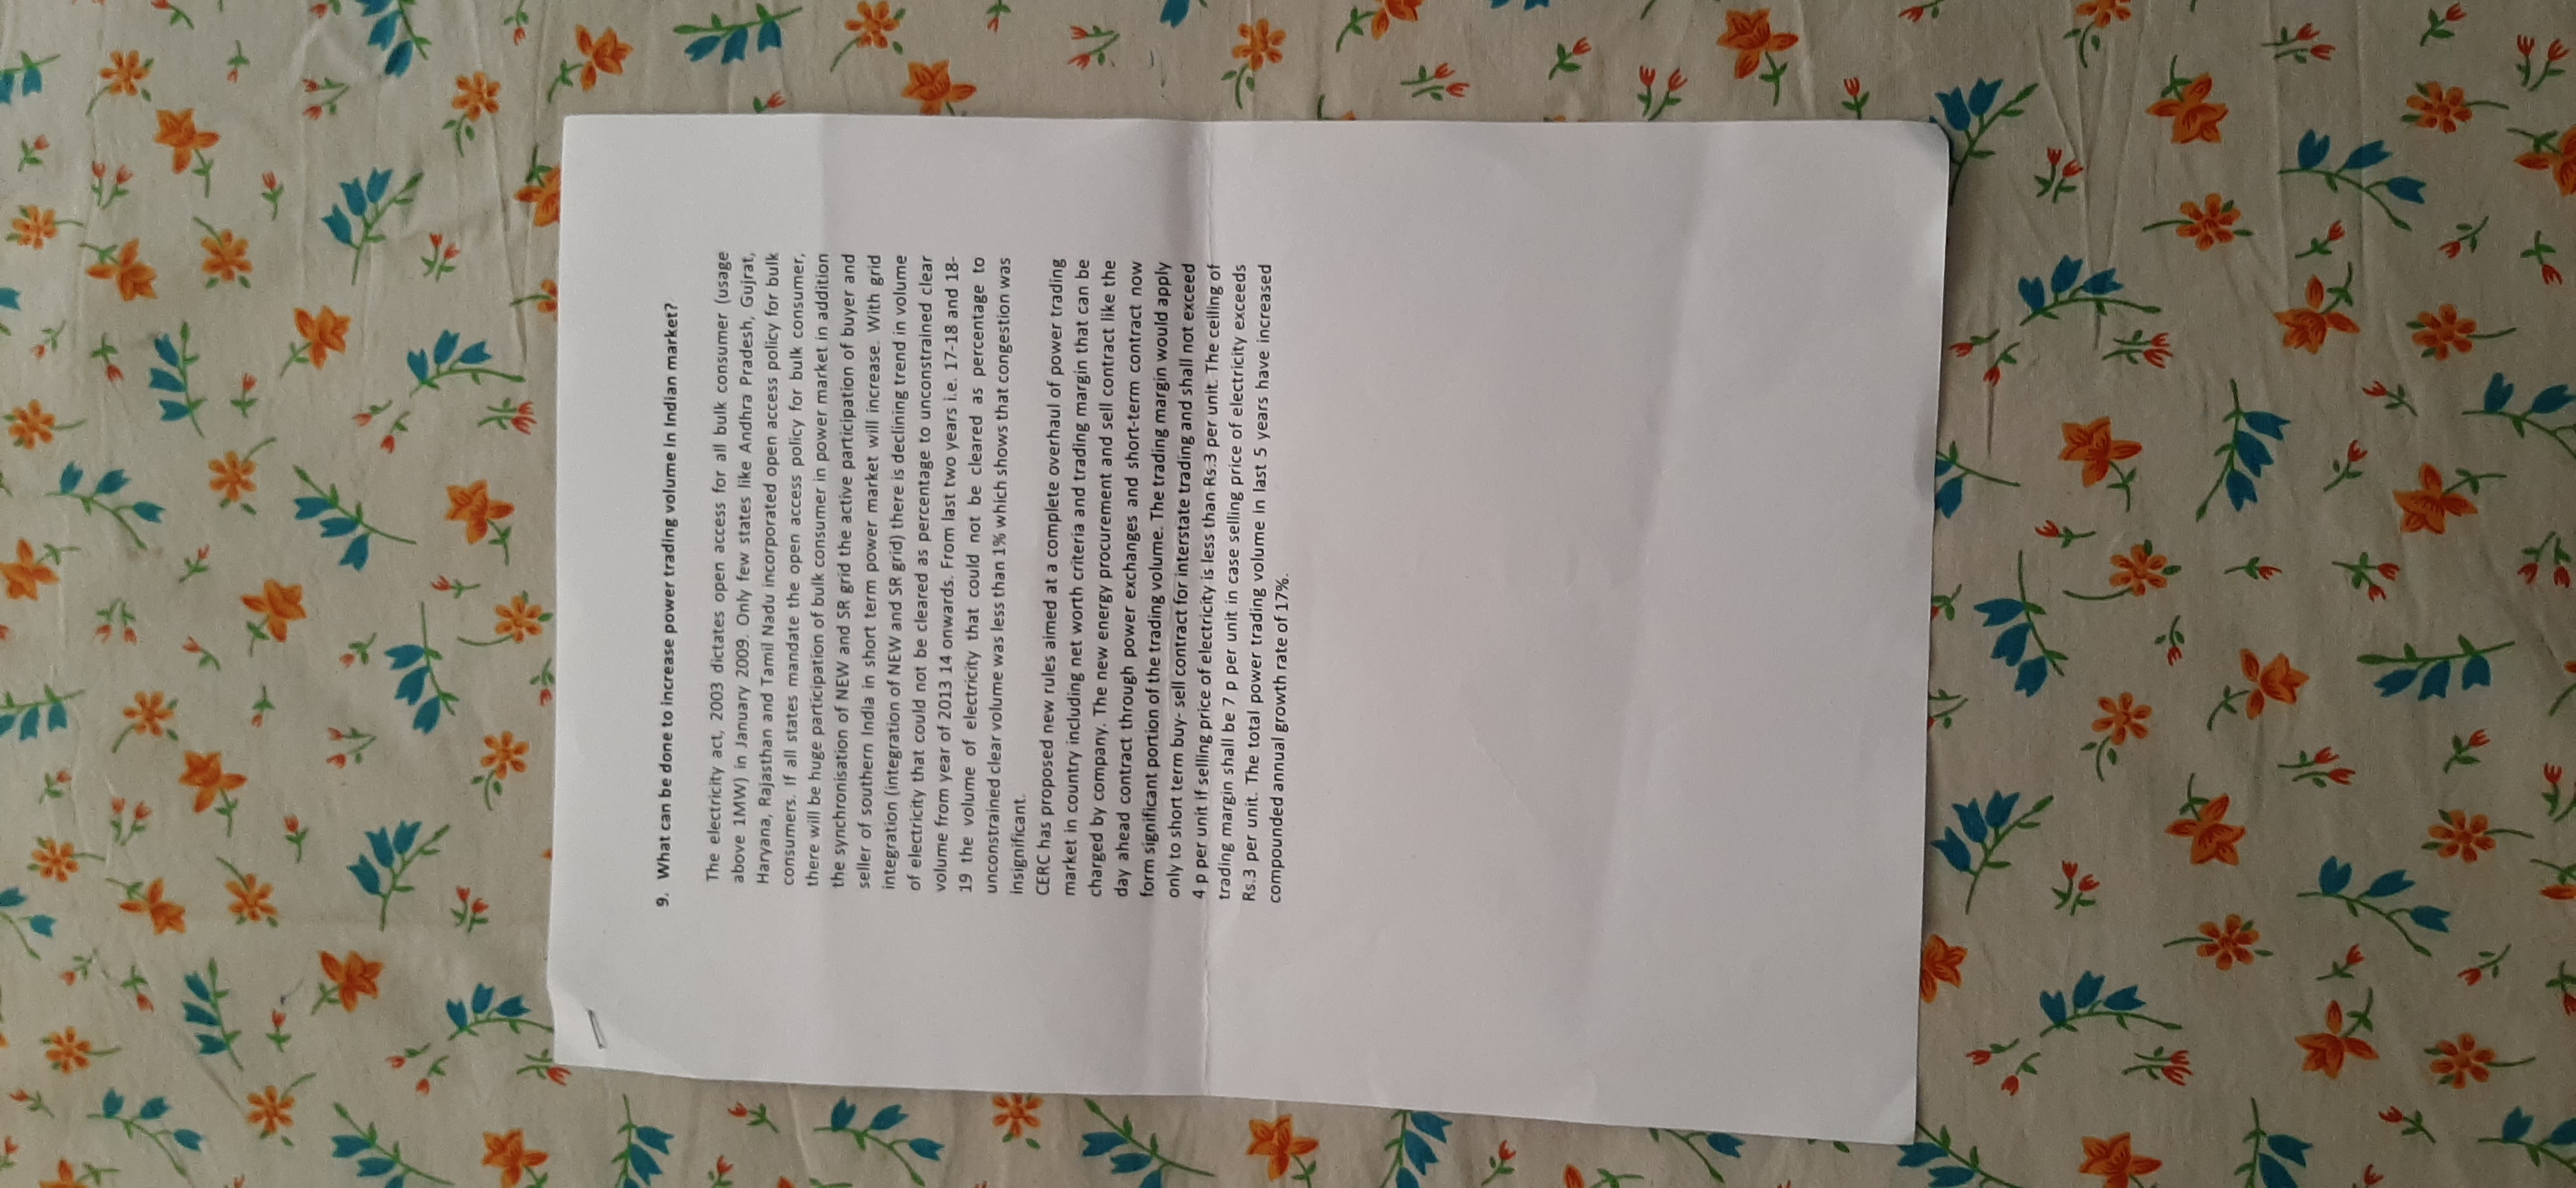 9. What can be done to increase power trading volume in Indian market?
The electricity act, 2003 dictates open access for all bulk consumer (usage
above 1MW) in January 2009. Only few states like Andhra Pradesh, Gujrat,
Haryana, Rajasthan and Tamil Nadu incorporated open access policy for bulk
consumers. If all states mandate the open access policy for bulk consumer,
there will be huge participation of bulk consumer in power market in addition
the synchronisation of NEW and SR grid the active participation of buyer and
seller of southern India in short term power market will increase. With grid
integration (integration of NEW and SR grid) there is declining trend in volume
of electricity that could not be cleared as percentage to unconstrained clear
volume from year of 2013 14 onwards. From last two years i.e. 17-18 and 18-
19 the volume of electricity that could not be cleared as percentage to
unconstrained clear volume was less than 1% which shows that congestion was
insignificant.
CERC has proposed new rules aimed at a complete overhaul of power trading
market in country including net worth criteria and trading margin that can be
charged by company. The new energy procurement and sell contract like the
day ahead contract through power exchanges and short-term contract now
form significant portion of the trading volume. The trading margin would apply
only to short term buy- sell contract for interstate trading and shall not exceed
4 p per unit if selling price of electricity is less than Rs.3 per unit. The ceiling of
trading margin shall be 7 p per unit in case selling price of electricity exceeds
Rs.3 per unit. The total power trading volume in last 5 years have increased
compounded annual growth rate of 17%.